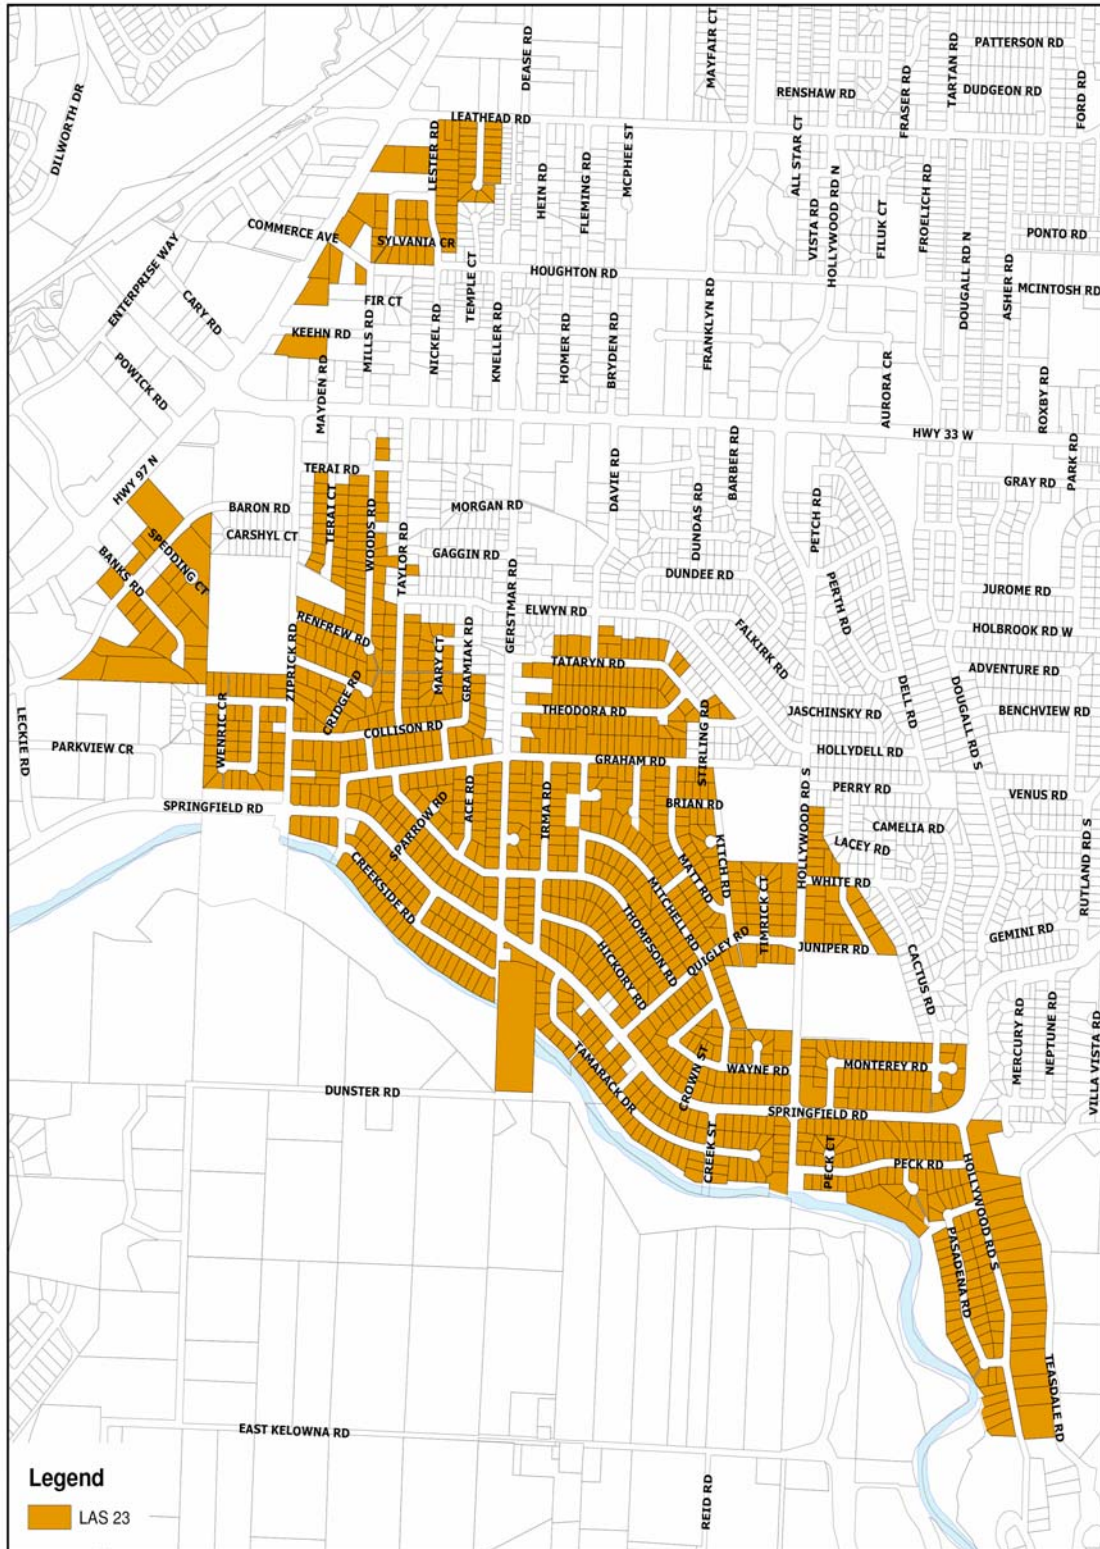 DEASE RD
MAYFAIR CT
PATTERSON RD
TARTAN RD
RENSHAW RD
DUDGEON RD
FORD RD
FRASER RD
DILWORTH DR
LEATHEAD RD
LESTER RD
HEIN RD
FLEMING RD
MCPHEE ST
ALL STAR CT
HOLLYWOOD RD N
VISTA RD
FILUK CT
FROELICH RD
COMMERCE AVE
SYLVANIA CR
PONTO RD
ENTERPRISE WAY
TEMPLE CT
HOUGHTON RD
DOUGALL RD N
ASHER RD
MCINTOSH RD
CARY RD
FIR CT
KEEHN RD
MILLS RD
NICKEL RD
KNELLER RD
HOMER RD
BRYDEN RD
FRANKLYN RD
AURORA CR
POWICK RD
MAYDEN RD
ROXBY RD
HWY 33 W
PARK RD
HWY 97 N
TERAI RD
DAVIE RD
BARBER RD
GRAY RD
BARON RD
TERAI CT
MORGAN RD
DUNDAS RD
PETCH RD
CARSHYL CT
WOODS RD
SPEDDING CT
BANKS RD
TAYLOR RD
GAGGIN RD
DUNDEE RD
JUROME RD
GERSTMAR RD
ELWYN RD
PERTH RD
RENFREW RD
HOLBROOK RD W
FALKIRK RD
ZIPRICK RD
MARY CT
GRAMIAK RD
TATARYN RD
ADVENTURE RD
CRIDGE RD
DELL RD
DOUGALL RD S
THEODORA RD
JASCHINSKY RD
BENCHVIEW RD
LECKIE RD
WENRIC CR
COLLISON RD
STIRLING RD
PARKVIEW CR
HOLLYDELL RD
GRAHAM RD
PERRY RD
VENUS RD
SPRINGFIELD RD
ACE RD
IRMA RD
BRIAN RD
HOLLYWOOD RD S
SPARROW RD
CAMELIA RD
LACEY RD
RUTLAND RD S
CREEKSIDE RD
MATT RD
KITCH RD
WHITE RD
TIMRICK CT
MITCHELL RD
THOMPSON RD
QUIGLEY RD
JUNIPER RD
GEMINI RD
HICKORY RD
CACTUS RD
MERCURY RD
NEPTUNE RD
VILLA VISTA RD
TAMARACK DR
CROWN ST
WAYNE RD
MONTEREY RD
DUNSTER RD
SPRINGFIELD RD
CREEK ST
PECK CT
PECK RD
HOLLYWOOD RD S
PASADENA RD
TEASDALE RD
EAST KELOWNA RD
REID RD
Legend
LAS 23